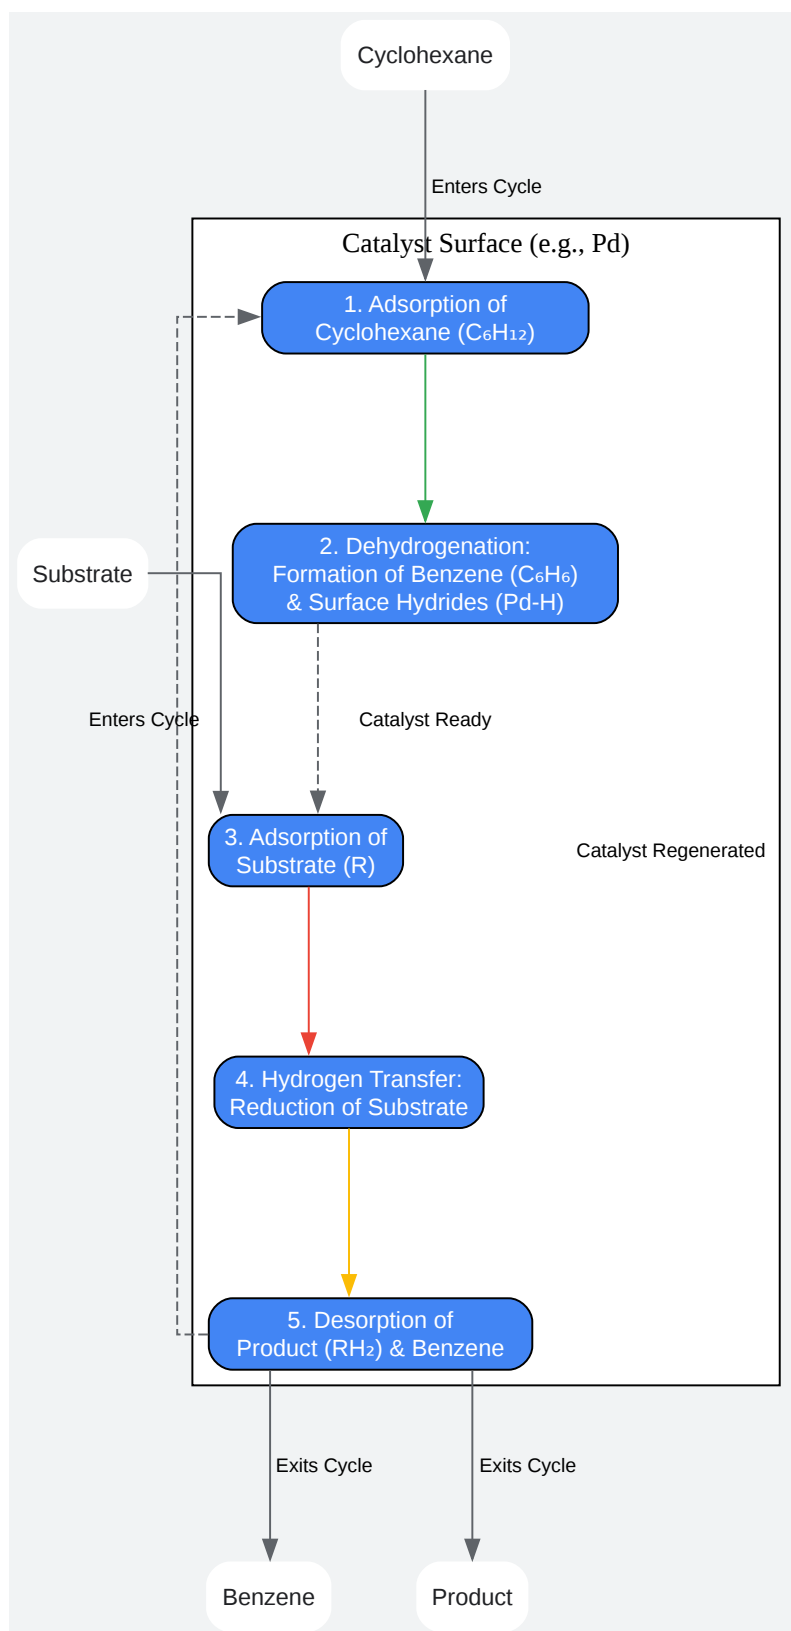 Cyclohexane
Enters Cycle
Catalyst Surface (e.g., Pd)
1. Adsorption of
Cyclohexane (C₆H₁₂)
2. Dehydrogenation:
Formation of Benzene (C₆H₆)
& Surface Hydrides (Pd-H)
Substrate
Enters Cycle
Catalyst Ready
3. Adsorption of
Substrate (R)
Catalyst Regenerated
4. Hydrogen Transfer:
Reduction of Substrate
5. Desorption of
Product (RH₂) & Benzene
Exits Cycle
Exits Cycle
Benzene
Product